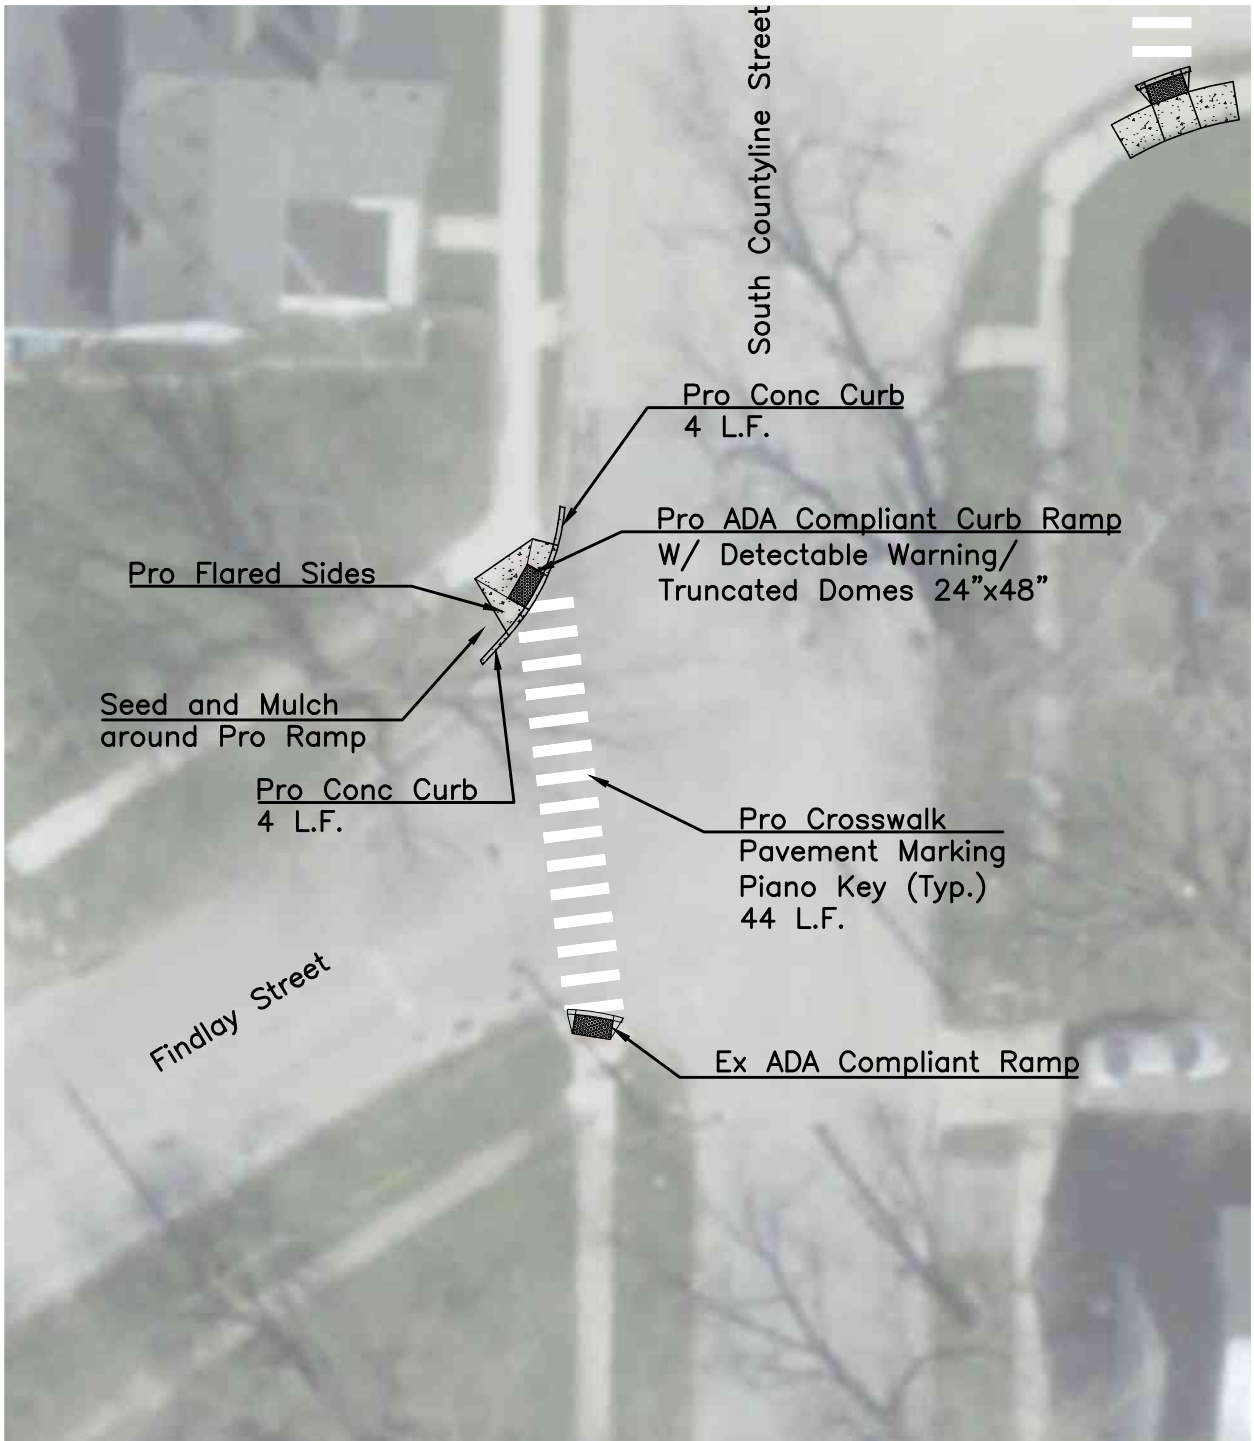 South Countyline Street
Pro Conc Curb
4 L.F.
Pro ADA Compliant Curb Ramp
W/ Detectable Warning/
Truncated Domes 24"x48"
Pro Flared Sides
Seed and Mulch
around Pro Ramp
Pro Conc Curb
4 L.F.
Pro Crosswalk
Pavement Marking
Piano Key (Typ.)
44 L.F.
Findlay Street
Ex ADA Compliant Ramp